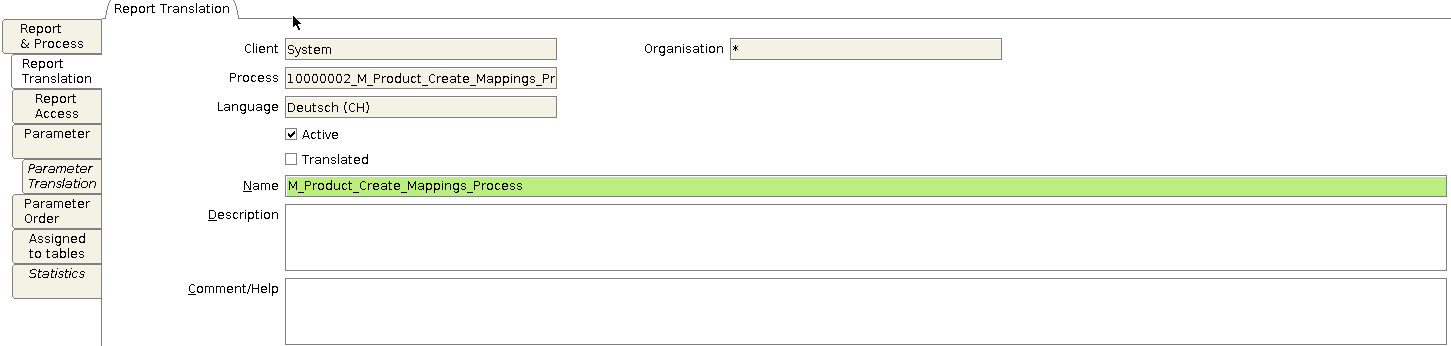 Report Translation
Report
& Process
Report
Translation
Report
Access
Parameter
Parameter
Translation
Parameter
Order
Assigned
to tables
Statistics
Client System Organisation *
Process 10000002_M_Product_Create_Mappings_Pr
Language Deutsch (CH)
Active
Translated
Name M_Product_Create_Mappings_Process
Description
Comment/Help